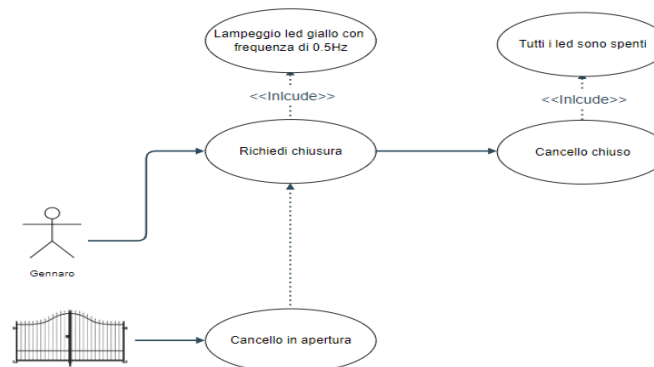 Lampeggio led giallo con
frequenza di 0.5Hz
Tutti i led sono spenti
<<Inlcude>>
<<Inlcude>>
Richiedi chiusura
Cancello chiuso
Gennaro
Cancello in apertura